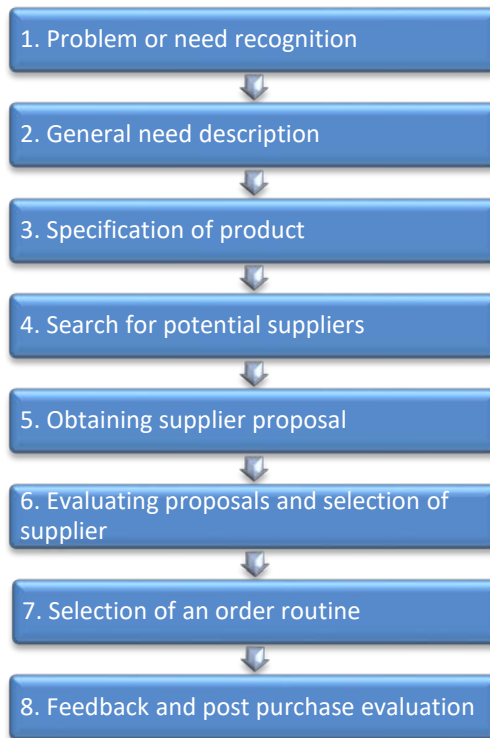 1. Problem or need recognition
2. General need description
3. Specification of product
4. Search for potential suppliers
5. Obtaining supplier proposal
6. Evaluating proposals and selection of
supplier
7. Selection of an order routine
8. Feedback and post purchase evaluation